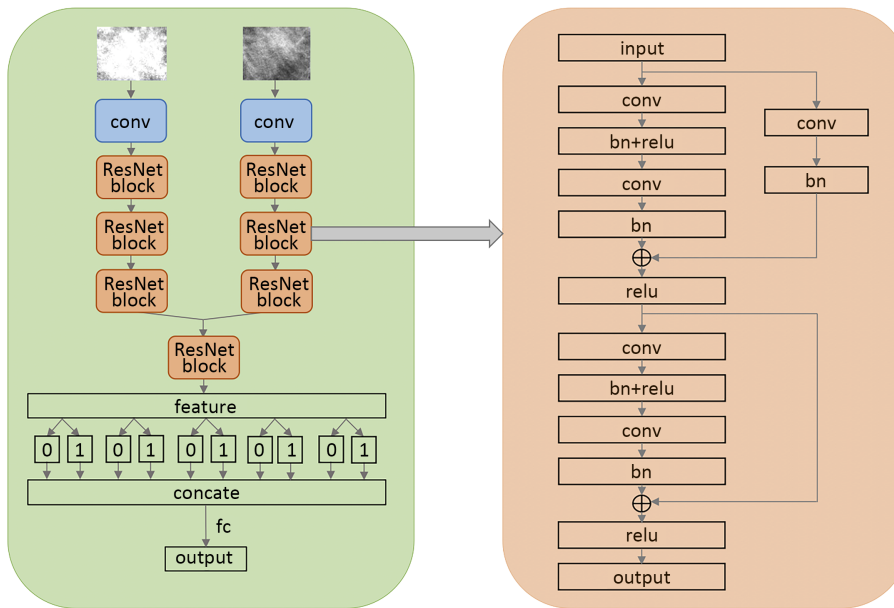 conv
conv
ResNet
block
ResNet
block
ResNet
block
ResNet
block
ResNet
block
ResNet
block
ResNet
block
feature
0 1 0 1 0 1 0 1 0 1
concate
fc
output
input
conv
bn+relu
conv
bn
conv
bn
relu
conv
bn+relu
conv
bn
relu
output